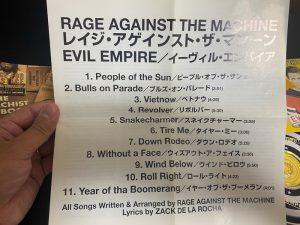 RAGE AGAINST THE MACHINE
レイジ・アゲインスト・ザ・マシーン
EVIL EMPIRE／イーヴィル・エンパイア
1. People of the Sun／ピープル・オブ・ザ・サン
2. Bulls on Parade／ブルズ・オン・パレード (3:51)
3. Vietnow／ベトナウ
4. Revolver／リボルバー
5. Snakecharmer／スネイクチャーマー
6. Tire Me／タイヤー・ミー
7. Down Rodeo／ダウン・ロデオ
8. Without a Face／ウィズアウト・ア・フェイス
9. Wind Below／ウインド・ビロウ
10. Roll Right／ロール・ライト
11. Year of tha Boomerang／イヤー・オブ・ザ・ブーメラン
All Songs Written & Arranged by RAGE AGAINST THE MACHINE
Lyrics by ZACK DE LA ROCHA